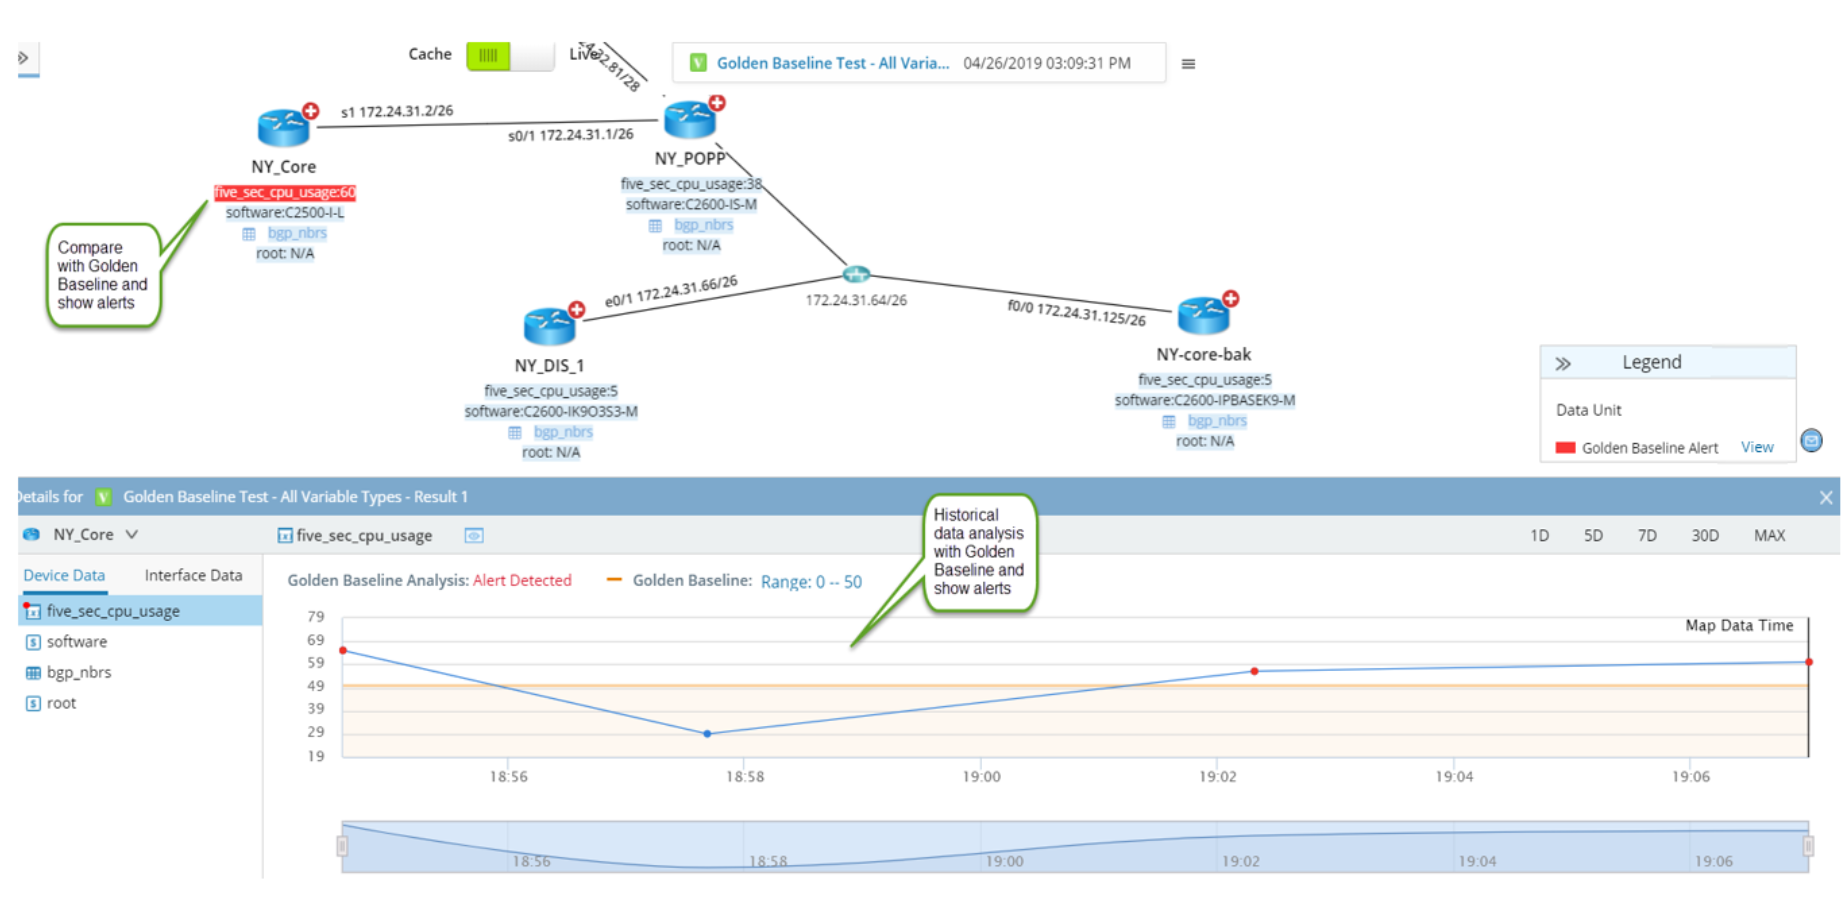 Cache
Live
24.32.81/28
V Golden Baseline Test - All Varia... 04/26/2019 03:09:31 PM
s1 172.24.31.2/26
s0/1 172.24.31.1/26
NY_Core
five_sec_cpu_usage:60
software:C2500-I-L
bgp_nbrs
root: N/A
NY_POPP
five_sec_cpu_usage:38
software:C2600-IS-M
bgp_nbrs
root: N/A
Compare
with Golden
Baseline and
show alerts
e0/1 172.24.31.66/26
172.24.31.64/26
f0/0 172.24.31.125/26
NY_DIS_1
five_sec_cpu_usage:5
software:C2600-IK9O3S3-M
bgp_nbrs
root: N/A
NY-core-bak
five_sec_cpu_usage:5
software:C2600-IPBASEK9-M
bgp_nbrs
root: N/A
Legend
Data Unit
Golden Baseline Alert View
Details for V Golden Baseline Test - All Variable Types - Result 1
NY_Core
five_sec_cpu_usage
1D 5D 7D 30D MAX
Historical
data analysis
with Golden
Baseline and
show alerts
Device Data Interface Data
five_sec_cpu_usage
software
bgp_nbrs
root
Golden Baseline Analysis: Alert Detected Golden Baseline: Range: 0 -- 50
Map Data Time
79
69
59
49
39
29
19
18:56 18:58 19:00 19:02 19:04 19:06
18:56 18:58 19:00 19:02 19:04 19:06